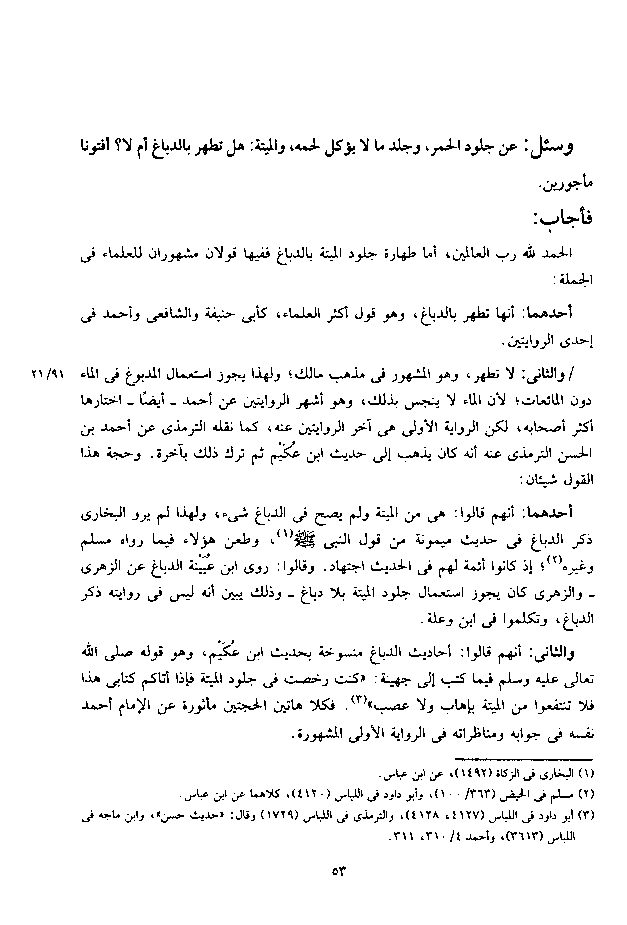 وسئل: عن جلود الحمر، وجلد ما لا يؤكل لحمه، والميتة: هل تطهر بالدباغ أم لا؟ أفتونا
مأجورين.
فأجاب:
الحمد لله رب العالمين، أما طهارة جلود الميتة بالدباغ ففيها قولان مشهوران للعلماء فى
الجملة:
أحدهما: أنها تطهر بالدباغ، وهو قول أكثر العلماء، كأبى حنيفة والشافعى وأحمد فى
إحدى الروايتين.
/ والثانى: لا تطهر، وهو المشهور فى مذهب مالك؛ ولهذا يجوز استعمال المدبوغ فى الماء ٢١/٩١
دون المائعات؛ لأن الماء لا ينجس بذلك، وهو أشهر الروايتين عن أحمد ـ أيضًا ـ اختارها
أكثر أصحابه، لكن الرواية الأولى هى آخر الروايتين عنه، كما نقله الترمذى عن أحمد بن
الحسن الترمذى عنه أنه كان يذهب إلى حديث ابن عُكَيْم ثم ترك ذلك بآخرة. وحجة هذا
القول شيئان:
أحدهما: أنهم قالوا: هى من الميتة ولم يصح فى الدباغ شىء، ولهذا لم يرو البخارى
ذكر الدباغ فى حديث ميمونة من قول النبى ﷺ(١)، وطعن هؤلاء فيما رواه مسلم
وغيره(٢)؛ إذ كانوا أئمة لهم فى الحديث اجتهاد. وقالوا: روى ابن عُيَيْنة الدباغ عن الزهرى
ـ والزهرى كان يجوز استعمال جلود الميتة بلا دباغ ـ وذلك يبين أنه ليس فى روايته ذكر
الدباغ، وتكلموا فى ابن وعلة.
والثانى: أنهم قالوا: أحاديث الدباغ منسوخة بحديث ابن عُكَيْم، وهو قوله صلى الله
تعالى عليه وسلم فيما كتب إلى جهينة: «كنت رخصت فى جلود الميتة فإذا أتاكم كتابى هذا
فلا تنتفعوا من الميتة بإهاب ولا عصب»(٣). فكلا هاتين الحجتين مأثورة عن الإمام أحمد
نفسه فى جوابه ومناظراته فى الرواية الأولى المشهورة.
(١) البخارى فى الزكاة (١٤٩٢)، عن ابن عباس.
(٢) مسلم فى الحيض (٣٦٣/ ١٠٠)، وأبو داود فى اللباس (٤١٢٠)، كلاهما عن ابن عباس.
(٣) أبو داود فى اللباس (٤١٢٧، ٤١٢٨)، والترمذى فى اللباس (١٧٢٩) وقال: «حديث حسن»، وابن ماجه فى
اللباس (٣٦١٣)، وأحمد ٤/ ٣١٠، ٣١١.
٥٣